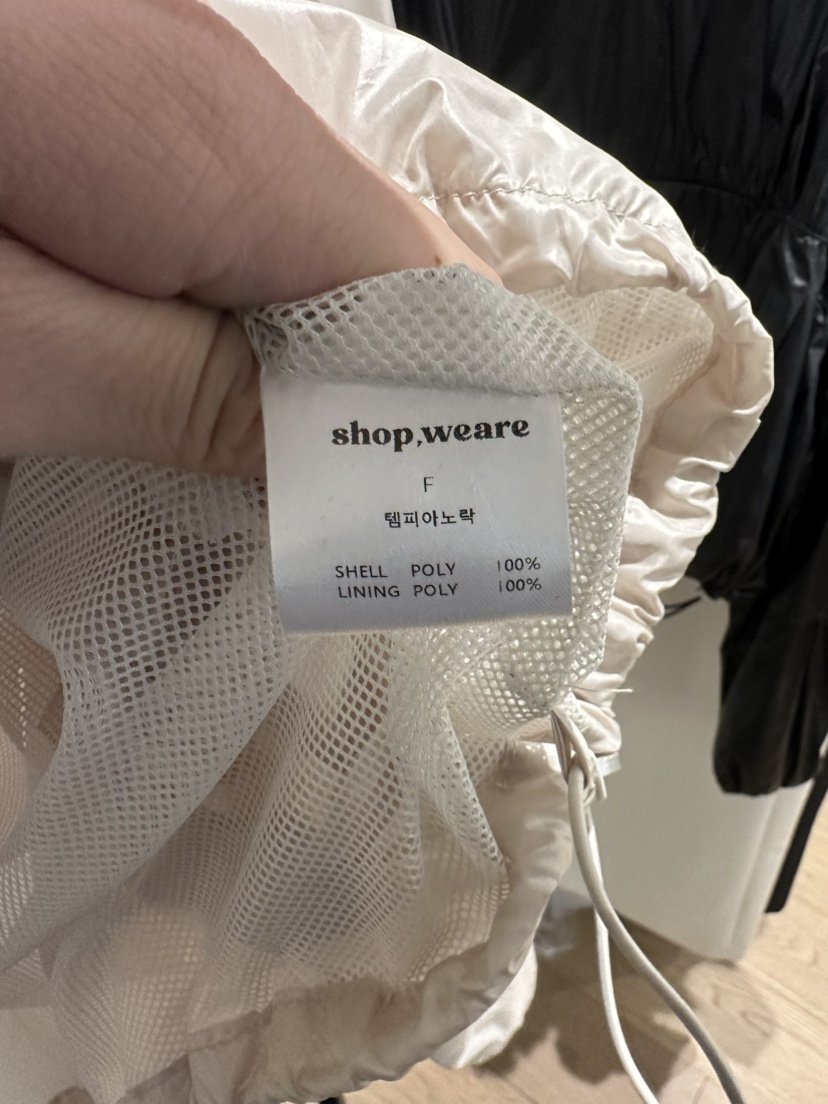 shop,weare
F
템피아노락
SHELL POLY 100%
LINING POLY 100%